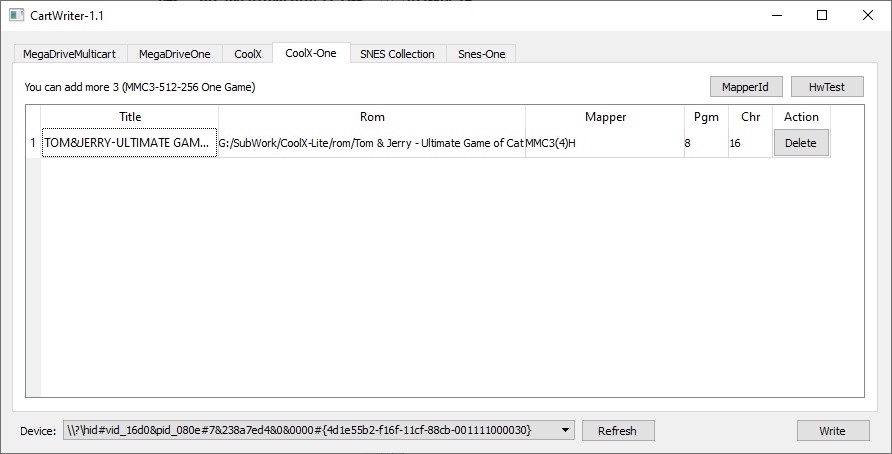 CartWriter-1.1
MegaDriveMulticart MegaDriveOne CoolX CoolX-One SNES Collection Snes-One
You can add more 3 (MMC3-512-256 One Game) MapperId HwTest
Title Rom Mapper Pgm Chr Action
1 TOM&JERRY-ULTIMATE GAM... G:/SubWork/CoolX-Lite/rom/Tom & Jerry - Ultimate Game of Cat MMC3(4)H 8 16 Delete
Device: \\?\hid#vid_16d0&pid_080e#7&238a7ed4&0&0000#{4d1e55b2-f16f-11cf-88cb-001111000030} Refresh Write